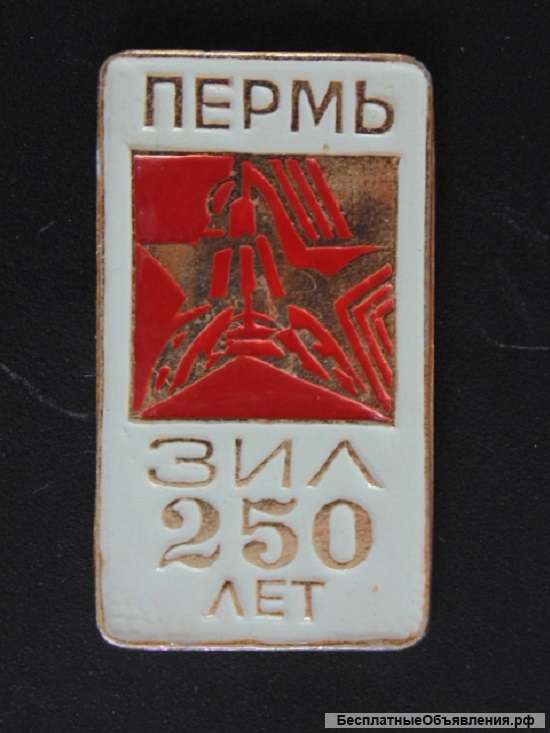 ПЕРМЬ
ЗИЛ
250
ЛЕТ
БесплатныеОбъявления.рф